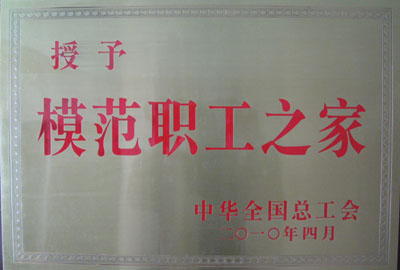 授予
模范职工之家
中华全国总工会
二〇一〇年四月